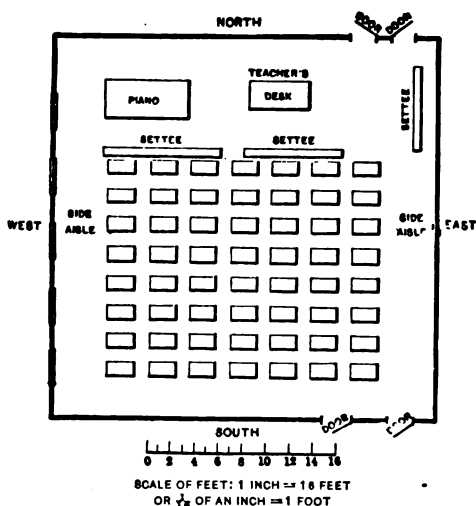 NORTH
DOOR DOOR
TEACHER'S
DESK
PIANO
SETTEE
SETTEE SETTEE
WEST
SIDE
AISLE
SIDE
AISLE
EAST
DOOR DOOR
SOUTH
0 2 4 6 8 10 12 14 16
SCALE OF FEET: 1 INCH = 16 FEET
OR 1/16 OF AN INCH = 1 FOOT